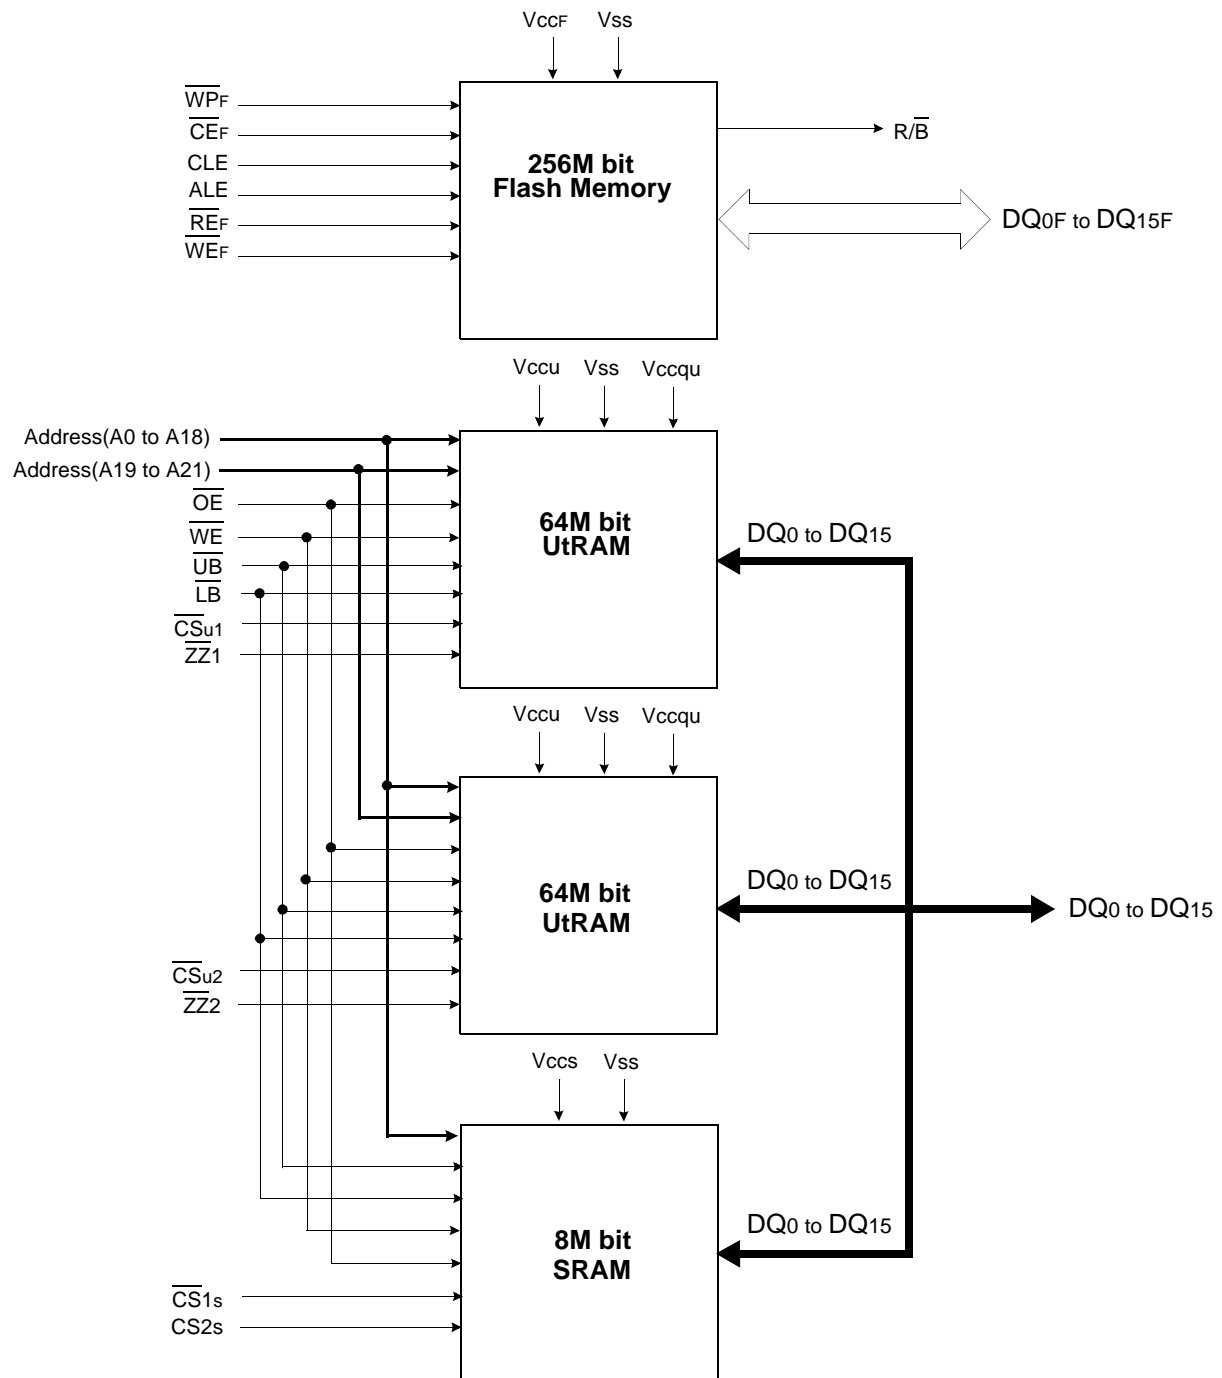 VccF Vss
WPF
CEF
CLE
ALE
REF
WEF
256M bit
Flash Memory
R/B
DQ0F to DQ15F
Vccu Vss Vccqu
Address(A0 to A18)
Address(A19 to A21)
OE
WE
UB
LB
CSu1
ZZ1
64M bit
UtRAM
DQ0 to DQ15
Vccu Vss Vccqu
64M bit
UtRAM
DQ0 to DQ15
DQ0 to DQ15
CSu2
ZZ2
Vccs Vss
8M bit
SRAM
DQ0 to DQ15
CS1s
CS2s